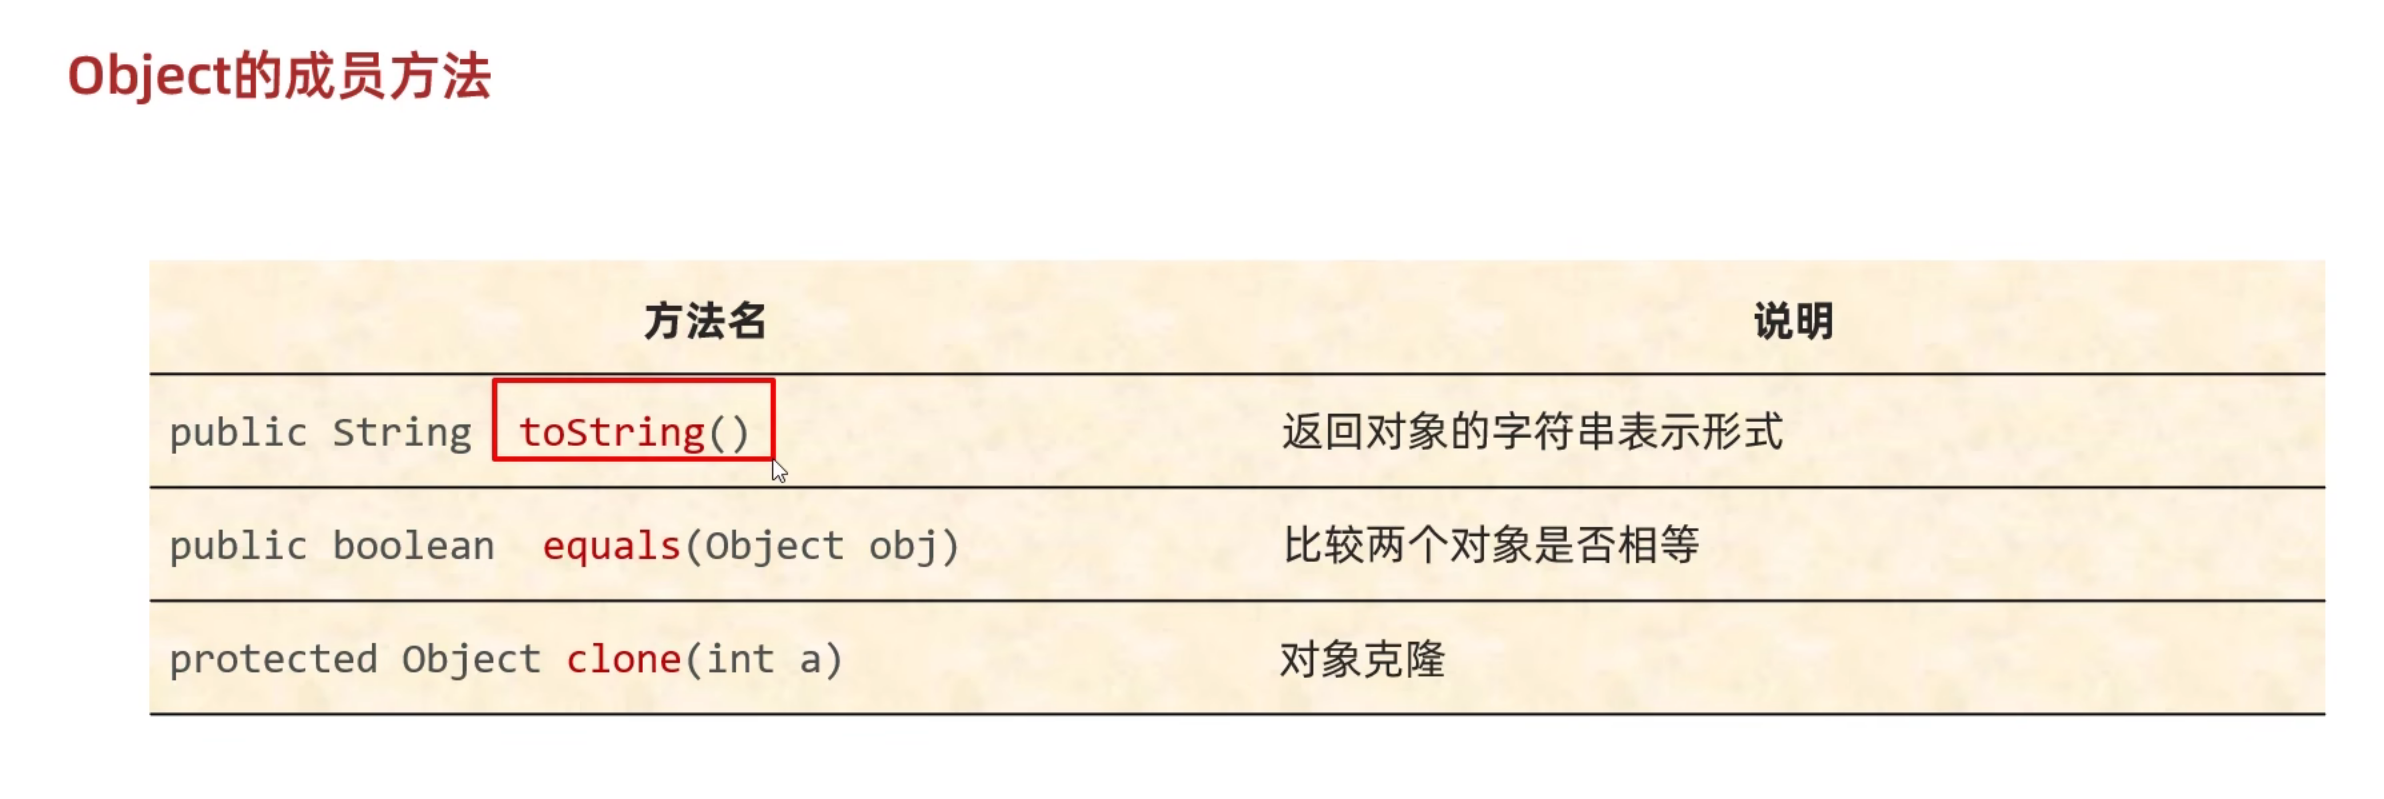 Object的成员方法
方法名 说明
public String toString() 返回对象的字符串表示形式
public boolean equals(Object obj) 比较两个对象是否相等
protected Object clone(int a) 对象克隆